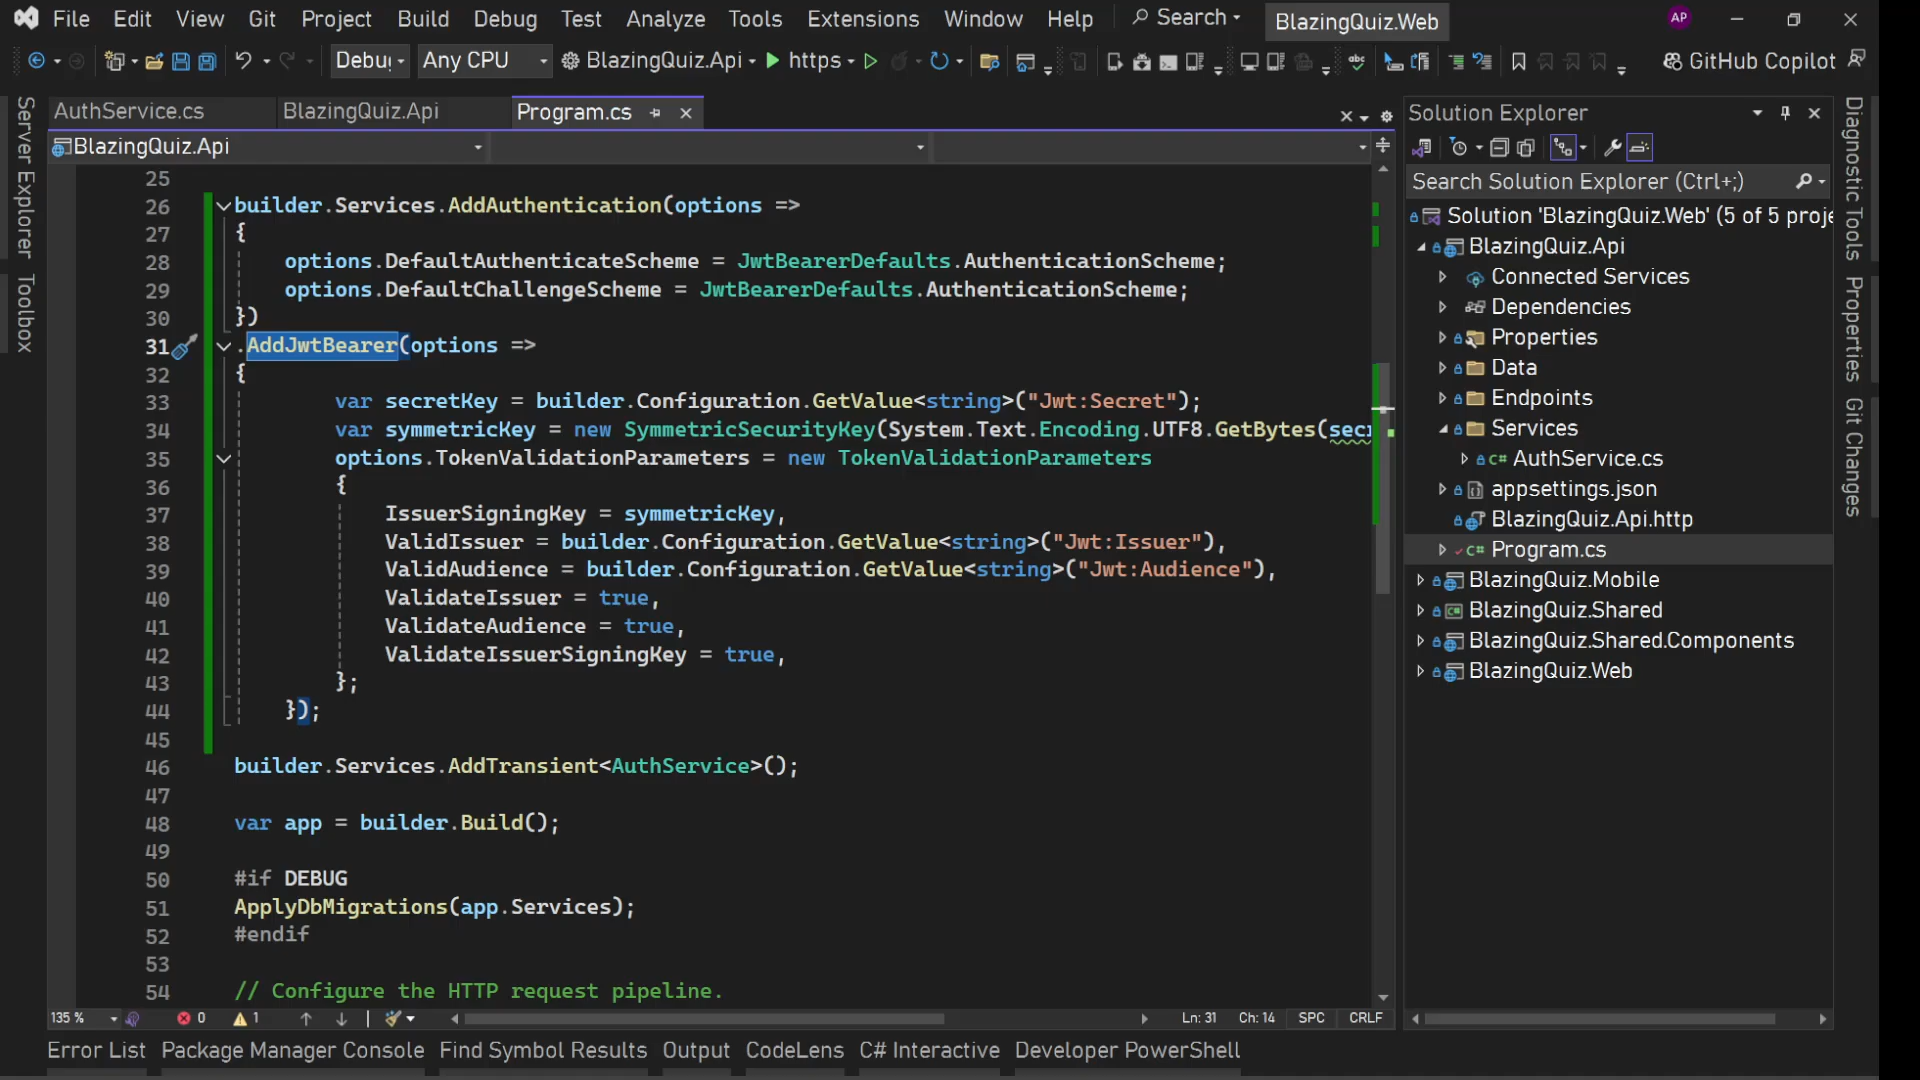 File Edit View Git Project Build Debug Test Analyze Tools Extensions Window Help Search BlazingQuiz.Web AP
Debug Any CPU BlazingQuiz.Api https GitHub Copilot
AuthService.cs BlazingQuiz.Api Program.cs
BlazingQuiz.Api
25
26 builder.Services.AddAuthentication(options =>
27 {
28 options.DefaultAuthenticateScheme = JwtBearerDefaults.AuthenticationScheme;
29 options.DefaultChallengeScheme = JwtBearerDefaults.AuthenticationScheme;
30 })
31 .AddJwtBearer(options =>
32 {
33 var secretKey = builder.Configuration.GetValue<string>("Jwt:Secret");
34 var symmetricKey = new SymmetricSecurityKey(System.Text.Encoding.UTF8.GetBytes(secr
35 options.TokenValidationParameters = new TokenValidationParameters
36 {
37 IssuerSigningKey = symmetricKey,
38 ValidIssuer = builder.Configuration.GetValue<string>("Jwt:Issuer"),
39 ValidAudience = builder.Configuration.GetValue<string>("Jwt:Audience"),
40 ValidateIssuer = true,
41 ValidateAudience = true,
42 ValidateIssuerSigningKey = true,
43 };
44 });
45
46 builder.Services.AddTransient<AuthService>();
47
48 var app = builder.Build();
49
50 #if DEBUG
51 ApplyDbMigrations(app.Services);
52 #endif
53
54 // Configure the HTTP request pipeline.
135 % 0 1 Ln: 31 Ch: 14 SPC CRLF
Error List Package Manager Console Find Symbol Results Output CodeLens C# Interactive Developer PowerShell
Server Explorer
Toolbox
Solution Explorer
Search Solution Explorer (Ctrl+;)
Solution 'BlazingQuiz.Web' (5 of 5 proje
BlazingQuiz.Api
Connected Services
Dependencies
Properties
Data
Endpoints
Services
C# AuthService.cs
appsettings.json
BlazingQuiz.Api.http
C# Program.cs
BlazingQuiz.Mobile
BlazingQuiz.Shared
BlazingQuiz.Shared.Components
BlazingQuiz.Web
Diagnostic Tools
Properties
Git Changes